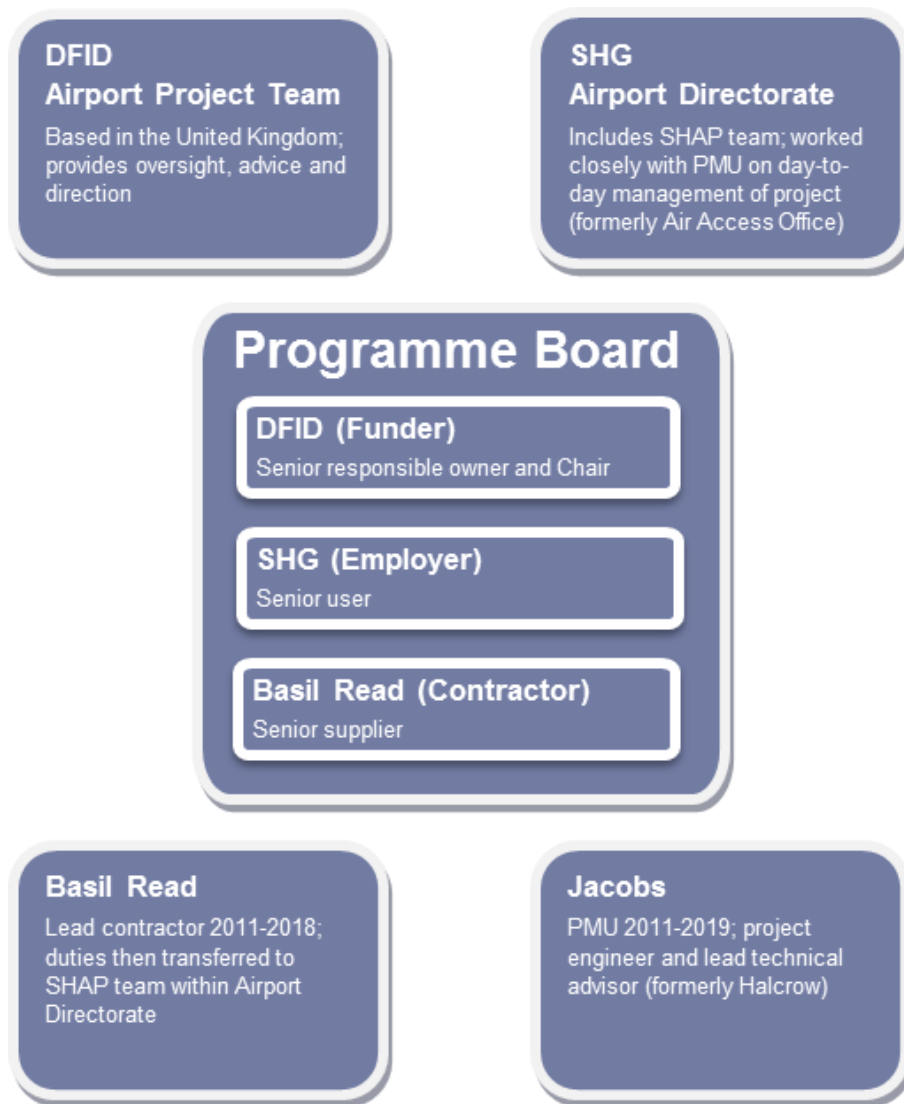 DFID
Airport Project Team
Based in the United Kingdom;
provides oversight, advice and
direction
SHG
Airport Directorate
Includes SHAP team; worked
closely with PMU on day-to-
day management of project
(formerly Air Access Office)
Programme Board
DFID (Funder)
Senior responsible owner and Chair
SHG (Employer)
Senior user
Basil Read (Contractor)
Senior supplier
Basil Read
Lead contractor 2011-2018;
duties then transferred to
SHAP team within Airport
Directorate
Jacobs
PMU 2011-2019; project
engineer and lead technical
advisor (formerly Halcrow)